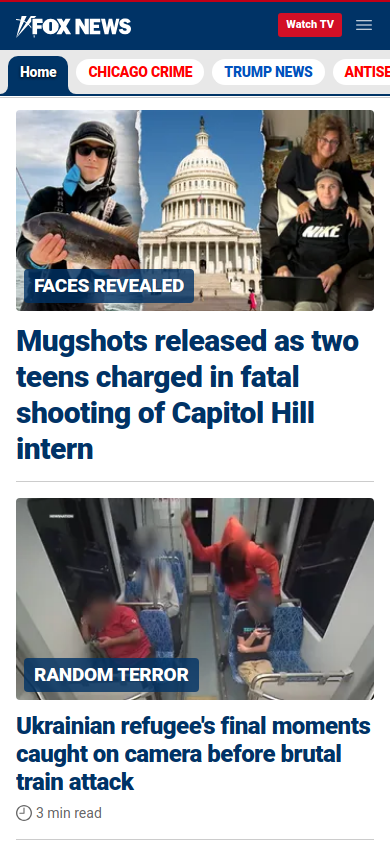 FOX NEWS
Watch TV
Home
CHICAGO CRIME
TRUMP NEWS
ANTISE
NIKE
FACES REVEALED
Mugshots released as two
teens charged in fatal
shooting of Capitol Hill
intern
RANDOM TERROR
Ukrainian refugee's final moments
caught on camera before brutal
train attack
3 min read